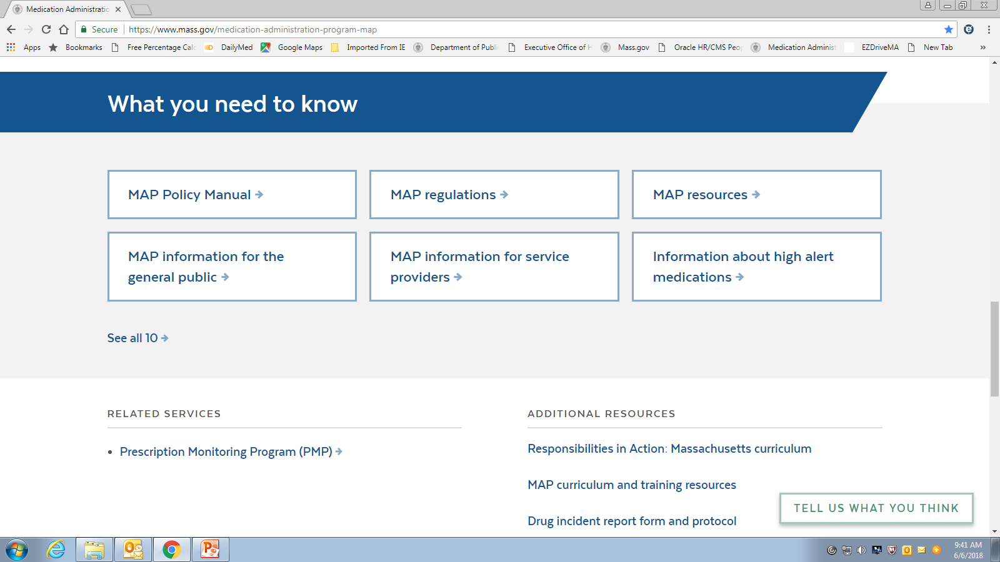 Medication Administratio
Secure https://www.mass.gov/medication-administration-program-map
Apps Bookmarks Free Percentage Calc DailyMed Google Maps Imported From IE Department of Publi Executive Office of H Mass.gov Oracle HR/CMS Peo Medication Administ EZDriveMA New Tab »
What you need to know
MAP Policy Manual
MAP regulations
MAP resources
MAP information for the
general public
MAP information for service
providers
Information about high alert
medications
See all 10
RELATED SERVICES
• Prescription Monitoring Program (PMP)
ADDITIONAL RESOURCES
Responsibilities in Action: Massachusetts curriculum
MAP curriculum and training resources
Drug incident report form and protocol
TELL US WHAT YOU THINK
9:41 AM
6/6/2018